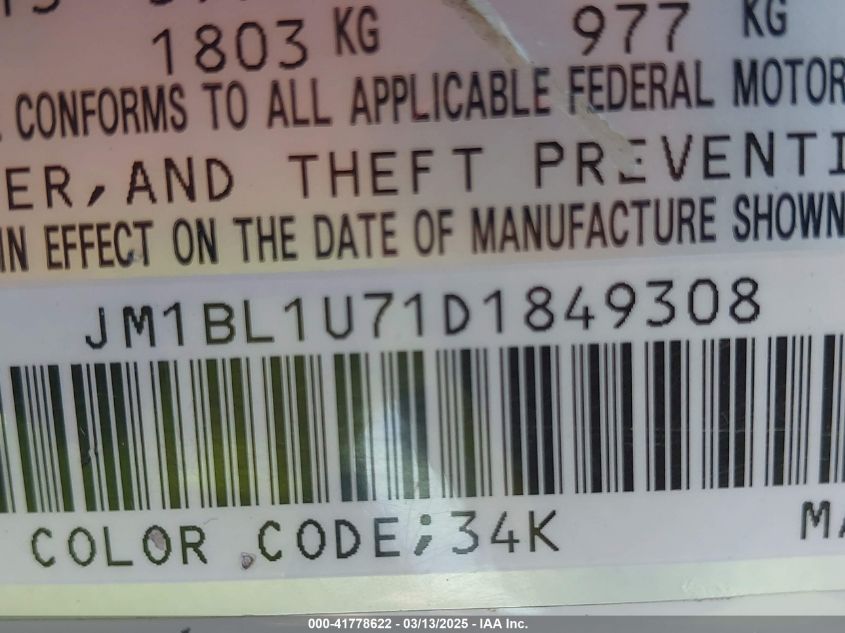 1803 KG 977 KG
CONFORMS TO ALL APPLICABLE FEDERAL MOTOR
ER,AND THEFT PREVENTI
IN EFFECT ON THE DATE OF MANUFACTURE SHOWN
JM1BL1U71D1849308
COLOR CODE;34K MA
000-41778622 - 03/13/2025 - IAA Inc.